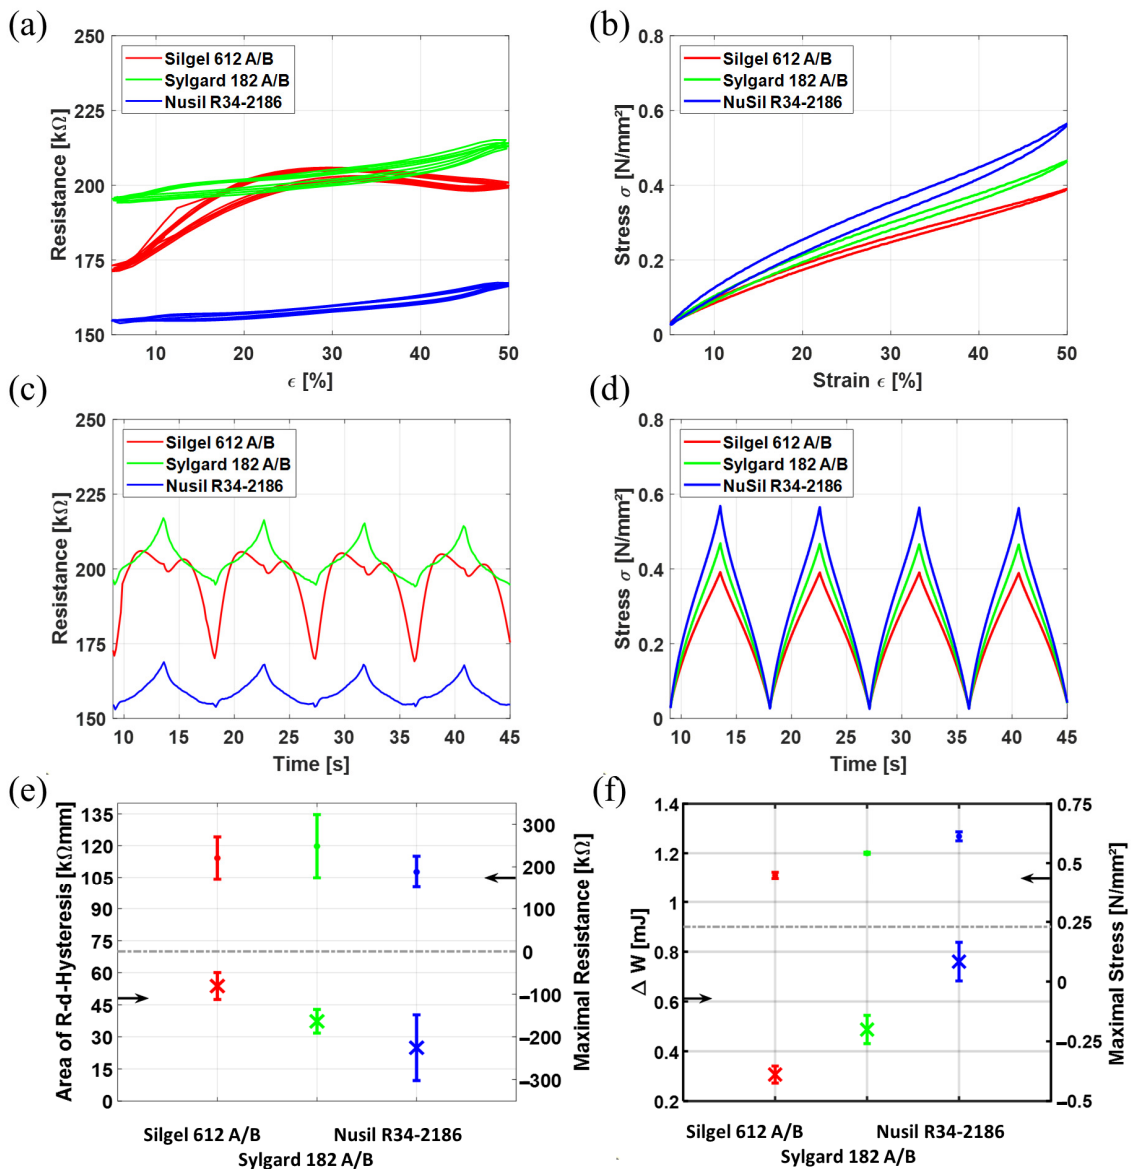 (a)
250
225
200
175
150
Resistance [kΩ]
Silgel 612 A/B
Sylgard 182 A/B
Nusil R34-2186
10 20 30 40 50
ϵ [%]
(b)
0.8
0.6
0.4
0.2
0
Stress σ [N/mm²]
Silgel 612 A/B
Sylgard 182 A/B
NuSil R34-2186
10 20 30 40 50
Strain ϵ [%]
(c)
250
225
200
175
150
Resistance [kΩ]
Silgel 612 A/B
Sylgard 182 A/B
Nusil R34-2186
10 15 20 25 30 35 40 45
Time [s]
(d)
0.8
0.6
0.4
0.2
0
Stress σ [N/mm²]
Silgel 612 A/B
Sylgard 182 A/B
NuSil R34-2186
10 15 20 25 30 35 40 45
Time [s]
(e)
135
120
105
90
75
60
45
30
15
0
Area of R-d-Hysteresis [kΩmm]
300
200
100
0
−100
−200
−300
Maximal Resistance [kΩ]
Silgel 612 A/B Nusil R34-2186
Sylgard 182 A/B
(f)
1.4
1.2
1
0.8
0.6
0.4
0.2
Δ W [mJ]
0.75
0.5
0.25
0
−0.25
−0.5
Maximal Stress [N/mm²]
Silgel 612 A/B Nusil R34-2186
Sylgard 182 A/B